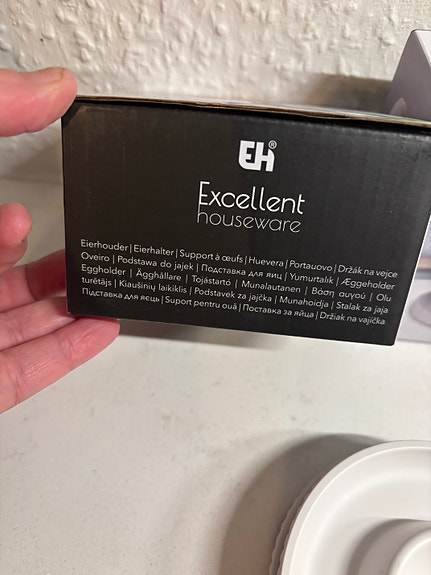 EH®
Excellent
houseware
Eierhouder | Eierhalter | Support à œufs | Huevera | Portauovo | Držák na vejce
Oveiro | Podstawa do jajek | Подставка для яиц | Yumurtalık | Æggeholder
Eggholder | Ägghållare | Tojástartó | Munalautanen | Βάση αυγού | Olu
turētājs | Kiaušinių laikiklis | Podstavek za jajčka | Munahoidja | Stalak za jaja
Підставка для яєць | Suport pentru ouă | Поставка за яйца | Držiak na vajíčka